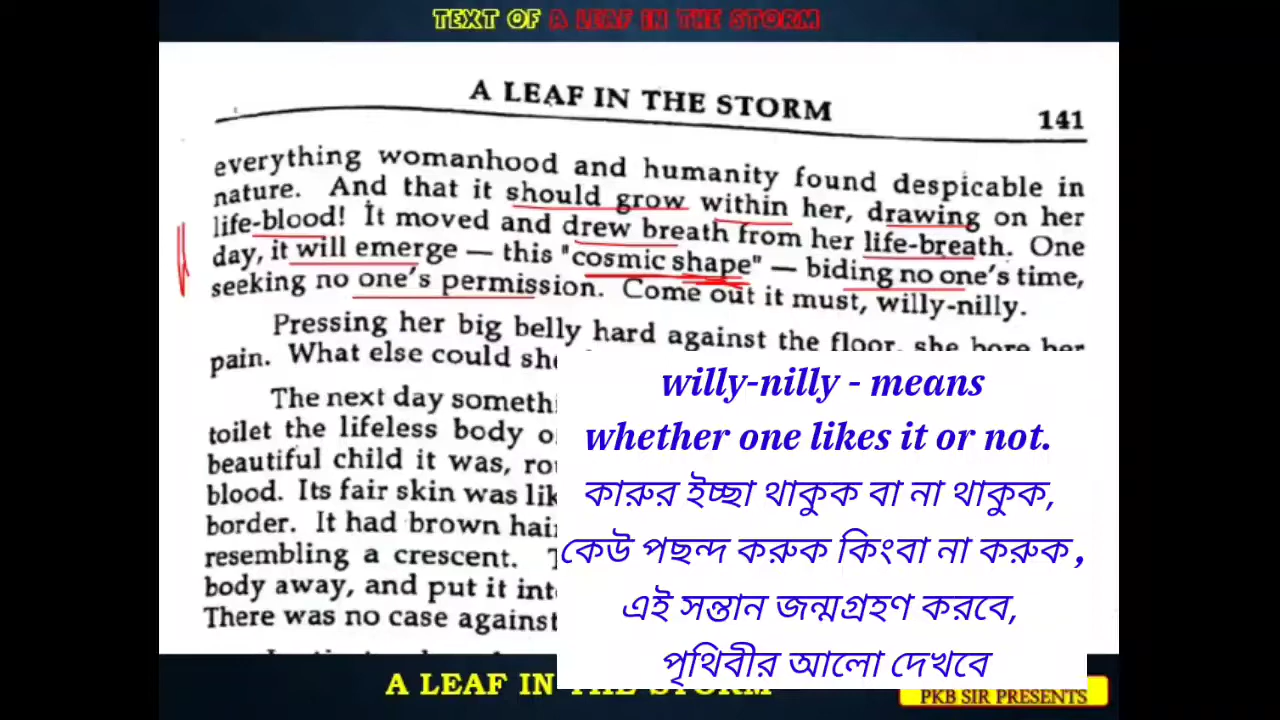 TEXT OF A LEAF IN THE STORM
A LEAF IN THE STORM
141
everything womanhood and humanity found despicable in
nature. And that it should grow within her, drawing on her
life-blood! It moved and drew breath from her life-breath. One
day, it will emerge — this "cosmic shape" — biding no one's time,
seeking no one's permission. Come out it must, willy-nilly.
Pressing her big belly hard against the floor, she bore her
pain. What else could she
The next day somethi
toilet the lifeless body o
beautiful child it was, ro
blood. Its fair skin was lik
border. It had brown hair
resembling a crescent.
body away, and put it int
There was no case against
willy-nilly - means
whether one likes it or not.
কারুর ইচ্ছা থাকুক বা না থাকুক,
কেউ পছন্দ করুক কিংবা না করুক,
এই সন্তান জন্মগ্রহণ করবে,
পৃথিবীর আলো দেখবে
A LEAF IN THE STORM
PKB SIR PRESENTS